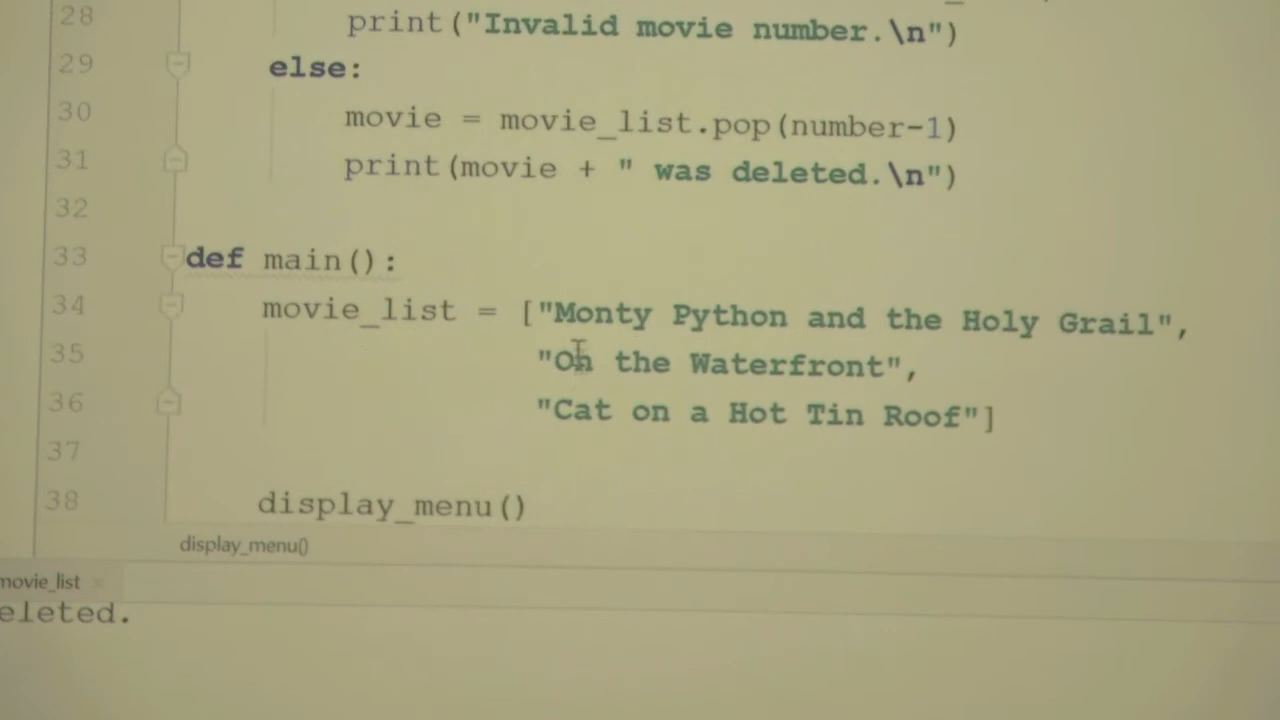 28 print("Invalid movie number.\n")
29 else:
30 movie = movie_list.pop(number-1)
31 print(movie + " was deleted.\n")
32
33 def main():
34 movie_list = ["Monty Python and the Holy Grail",
35 "On the Waterfront",
36 "Cat on a Hot Tin Roof"]
37
38 display_menu()
display_menu()
movie_list ×
eleted.